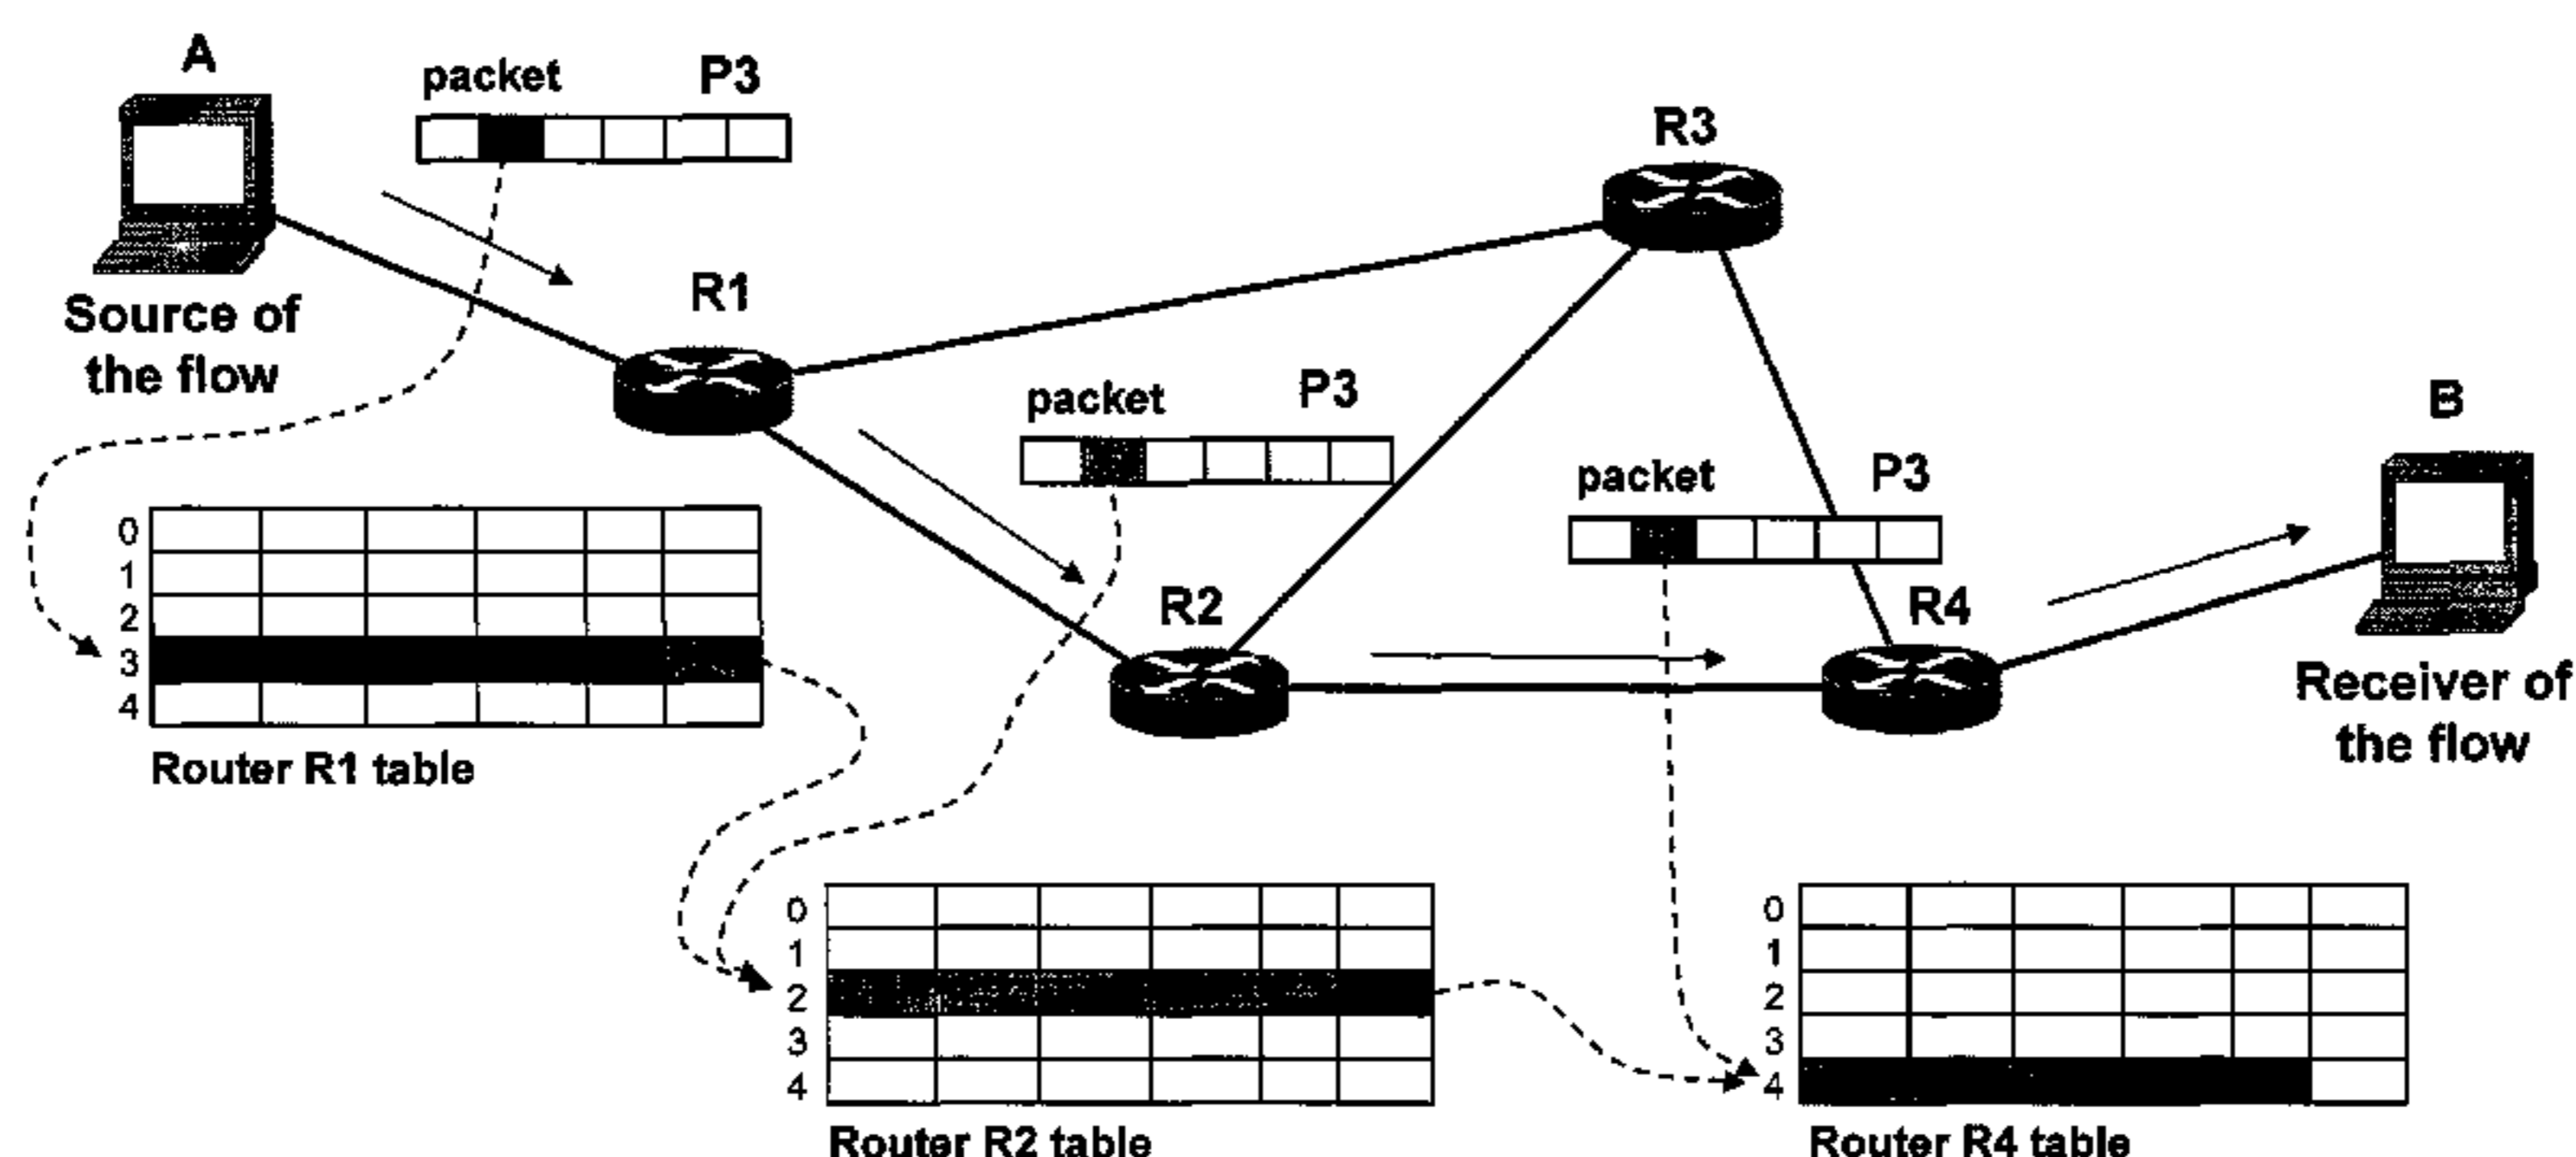 A
packet P3
Source of
the flow
R1
R3
packet P3
packet P3
B
R2
R4
Receiver of
the flow
0
1
2
3
4
Router R1 table
0
1
2
3
4
Router R2 table
0
1
2
3
4
Router R4 table